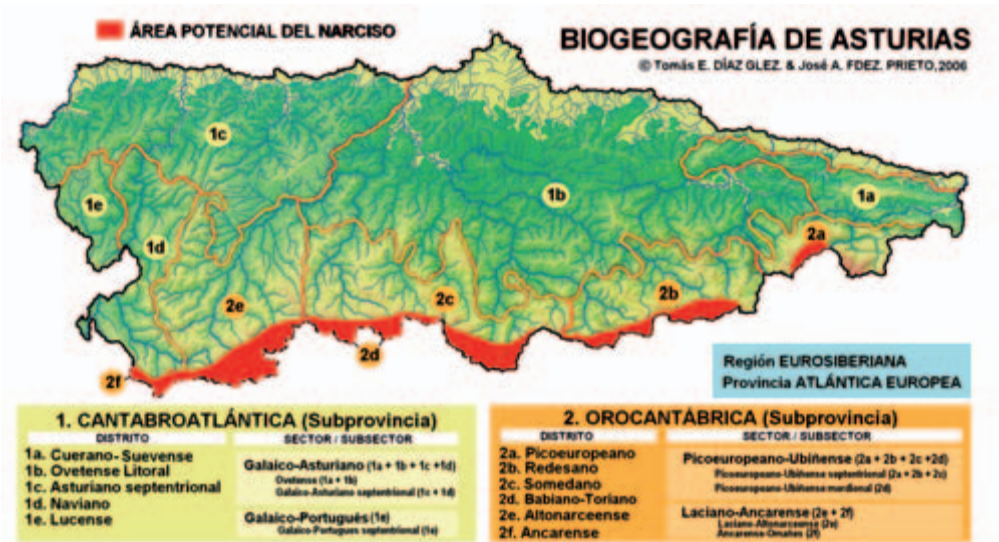 ÁREA POTENCIAL DEL NARCISO
BIOGEOGRAFÍA DE ASTURIAS
© Tomás E. DÍAZ GLEZ. & José A. FDEZ. PRIETO,2006
1c
1e
1b
1a
1d
2a
2e
2c
2b
2d
2f
Región EUROSIBERIANA
Provincia ATLÁNTICA EUROPEA
1. CANTABROATLÁNTICA (Subprovincia)
DISTRITO
SECTOR / SUBSECTOR
1a. Cuerano-Suevense
1b. Ovetense Litoral
1c. Asturiano septentrional
1d. Naviano
1e. Lucense
Galaico-Asturiano (1a + 1b + 1c +1d)
Ovetense (1a + 1b)
Galaico-Asturiano septentrional (1c + 1d)
Galaico-Portugués (1e)
Galaico-Portugues septentrional (1e)
2. OROCANTÁBRICA (Subprovincia)
DISTRITO
SECTOR / SUBSECTOR
2a. Picoeuropeano
2b. Redesano
2c. Somedano
2d. Babiano-Toriano
2e. Altonarceense
2f. Ancarense
Picoeuropeano-Ubiñense (2a + 2b + 2c +2d)
Picoeuropeano-Ubiñense septentrional (2a + 2b + 2c)
Picoeuropeano-Ubiñense meridional (2d)
Laciano-Ancarense (2e + 2f)
Laciano-Altonarceense (2e)
Ancarense-Omañes (2f)